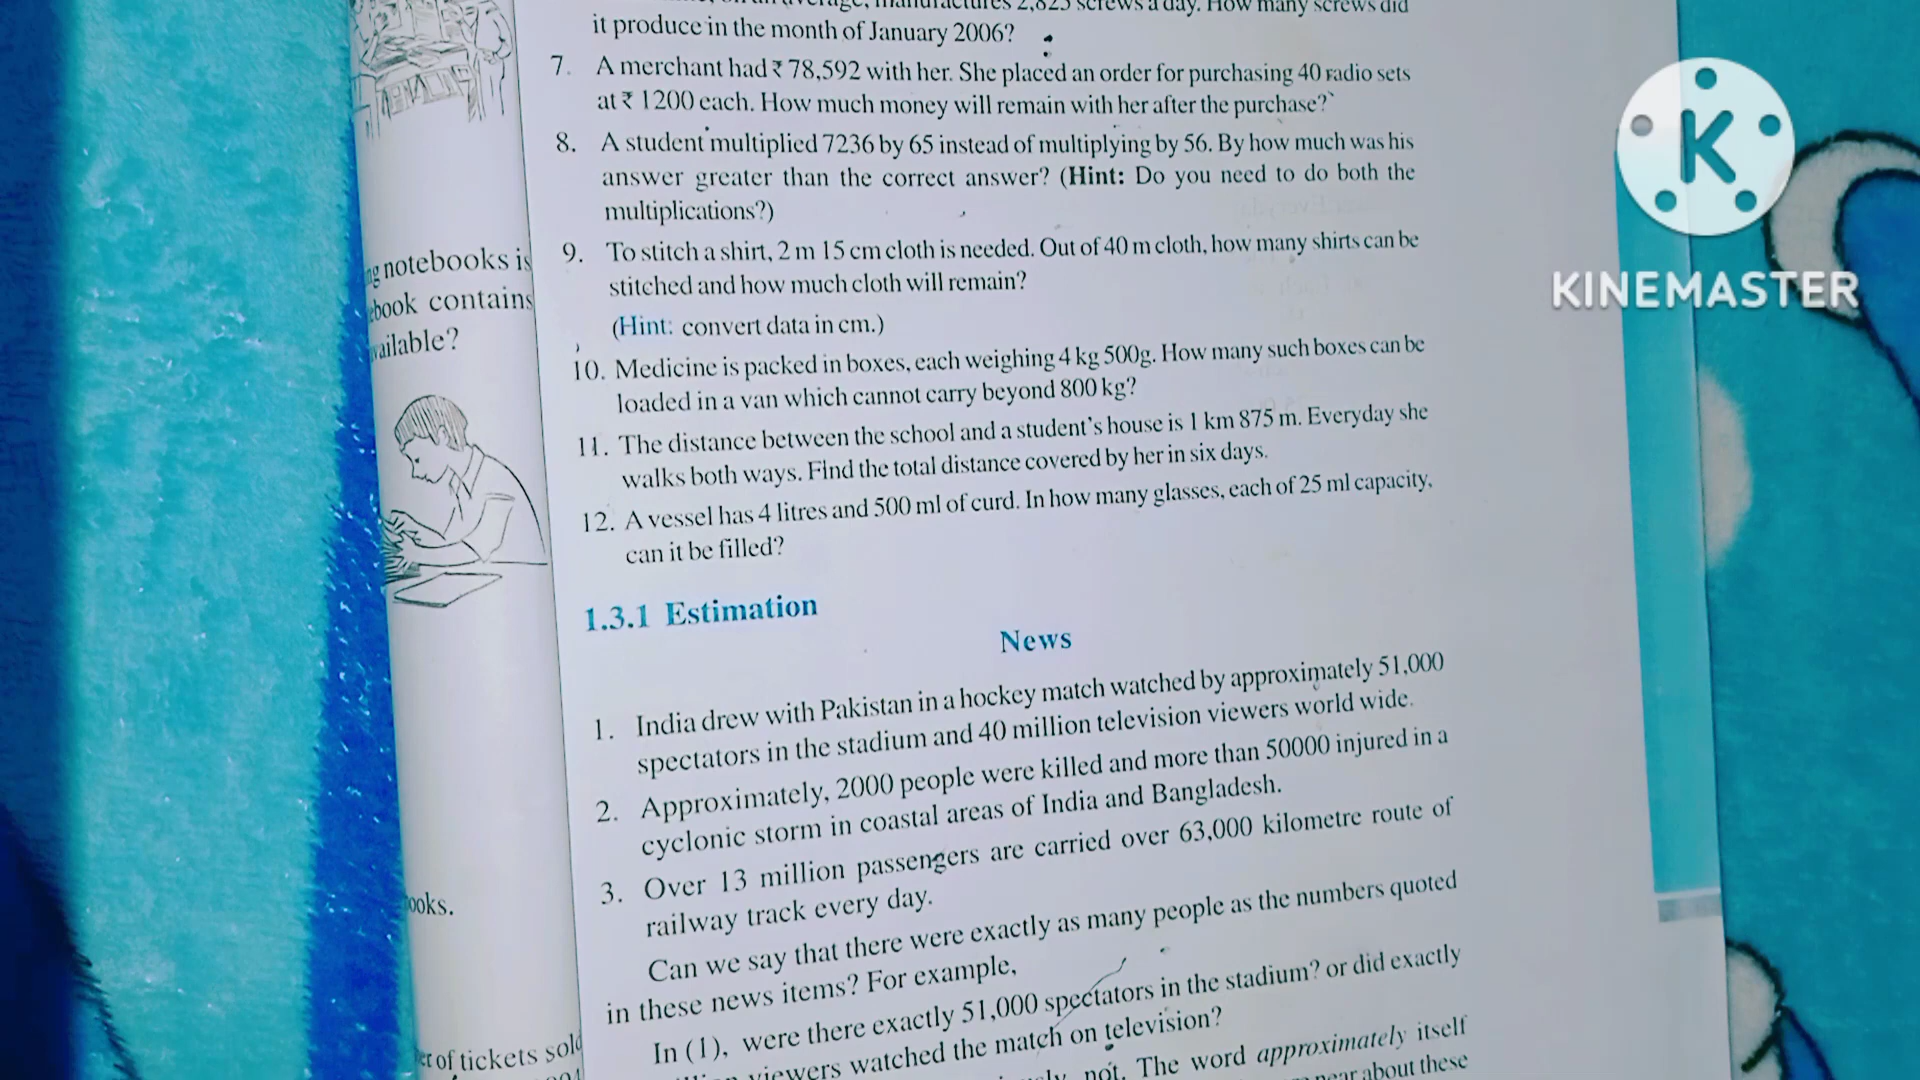 notebooks is
book contains
ailable?
ooks.
of tickets sold
manufactures 2,825 screws a day. How many screws did
it produce in the month of January 2006?
7. A merchant had ₹ 78,592 with her. She placed an order for purchasing 40 radio sets
at ₹ 1200 each. How much money will remain with her after the purchase?
8. A student multiplied 7236 by 65 instead of multiplying by 56. By how much was his
answer greater than the correct answer? (Hint: Do you need to do both the
multiplications?)
9. To stitch a shirt, 2 m 15 cm cloth is needed. Out of 40 m cloth, how many shirts can be
stitched and how much cloth will remain?
(Hint: convert data in cm.)
10. Medicine is packed in boxes, each weighing 4 kg 500g. How many such boxes can be
loaded in a van which cannot carry beyond 800 kg?
11. The distance between the school and a student's house is 1 km 875 m. Everyday she
walks both ways. Find the total distance covered by her in six days.
12. A vessel has 4 litres and 500 ml of curd. In how many glasses, each of 25 ml capacity,
can it be filled?
1.3.1 Estimation
News
1. India drew with Pakistan in a hockey match watched by approximately 51,000
spectators in the stadium and 40 million television viewers world wide.
2. Approximately, 2000 people were killed and more than 50000 injured in a
cyclonic storm in coastal areas of India and Bangladesh.
3. Over 13 million passengers are carried over 63,000 kilometre route of
railway track every day.
Can we say that there were exactly as many people as the numbers quoted
in these news items? For example,
In (1), were there exactly 51,000 spectators in the stadium? or did exactly
viewers watched the match on television?
not. The word approximately itself
near about these
K
KINEMASTER